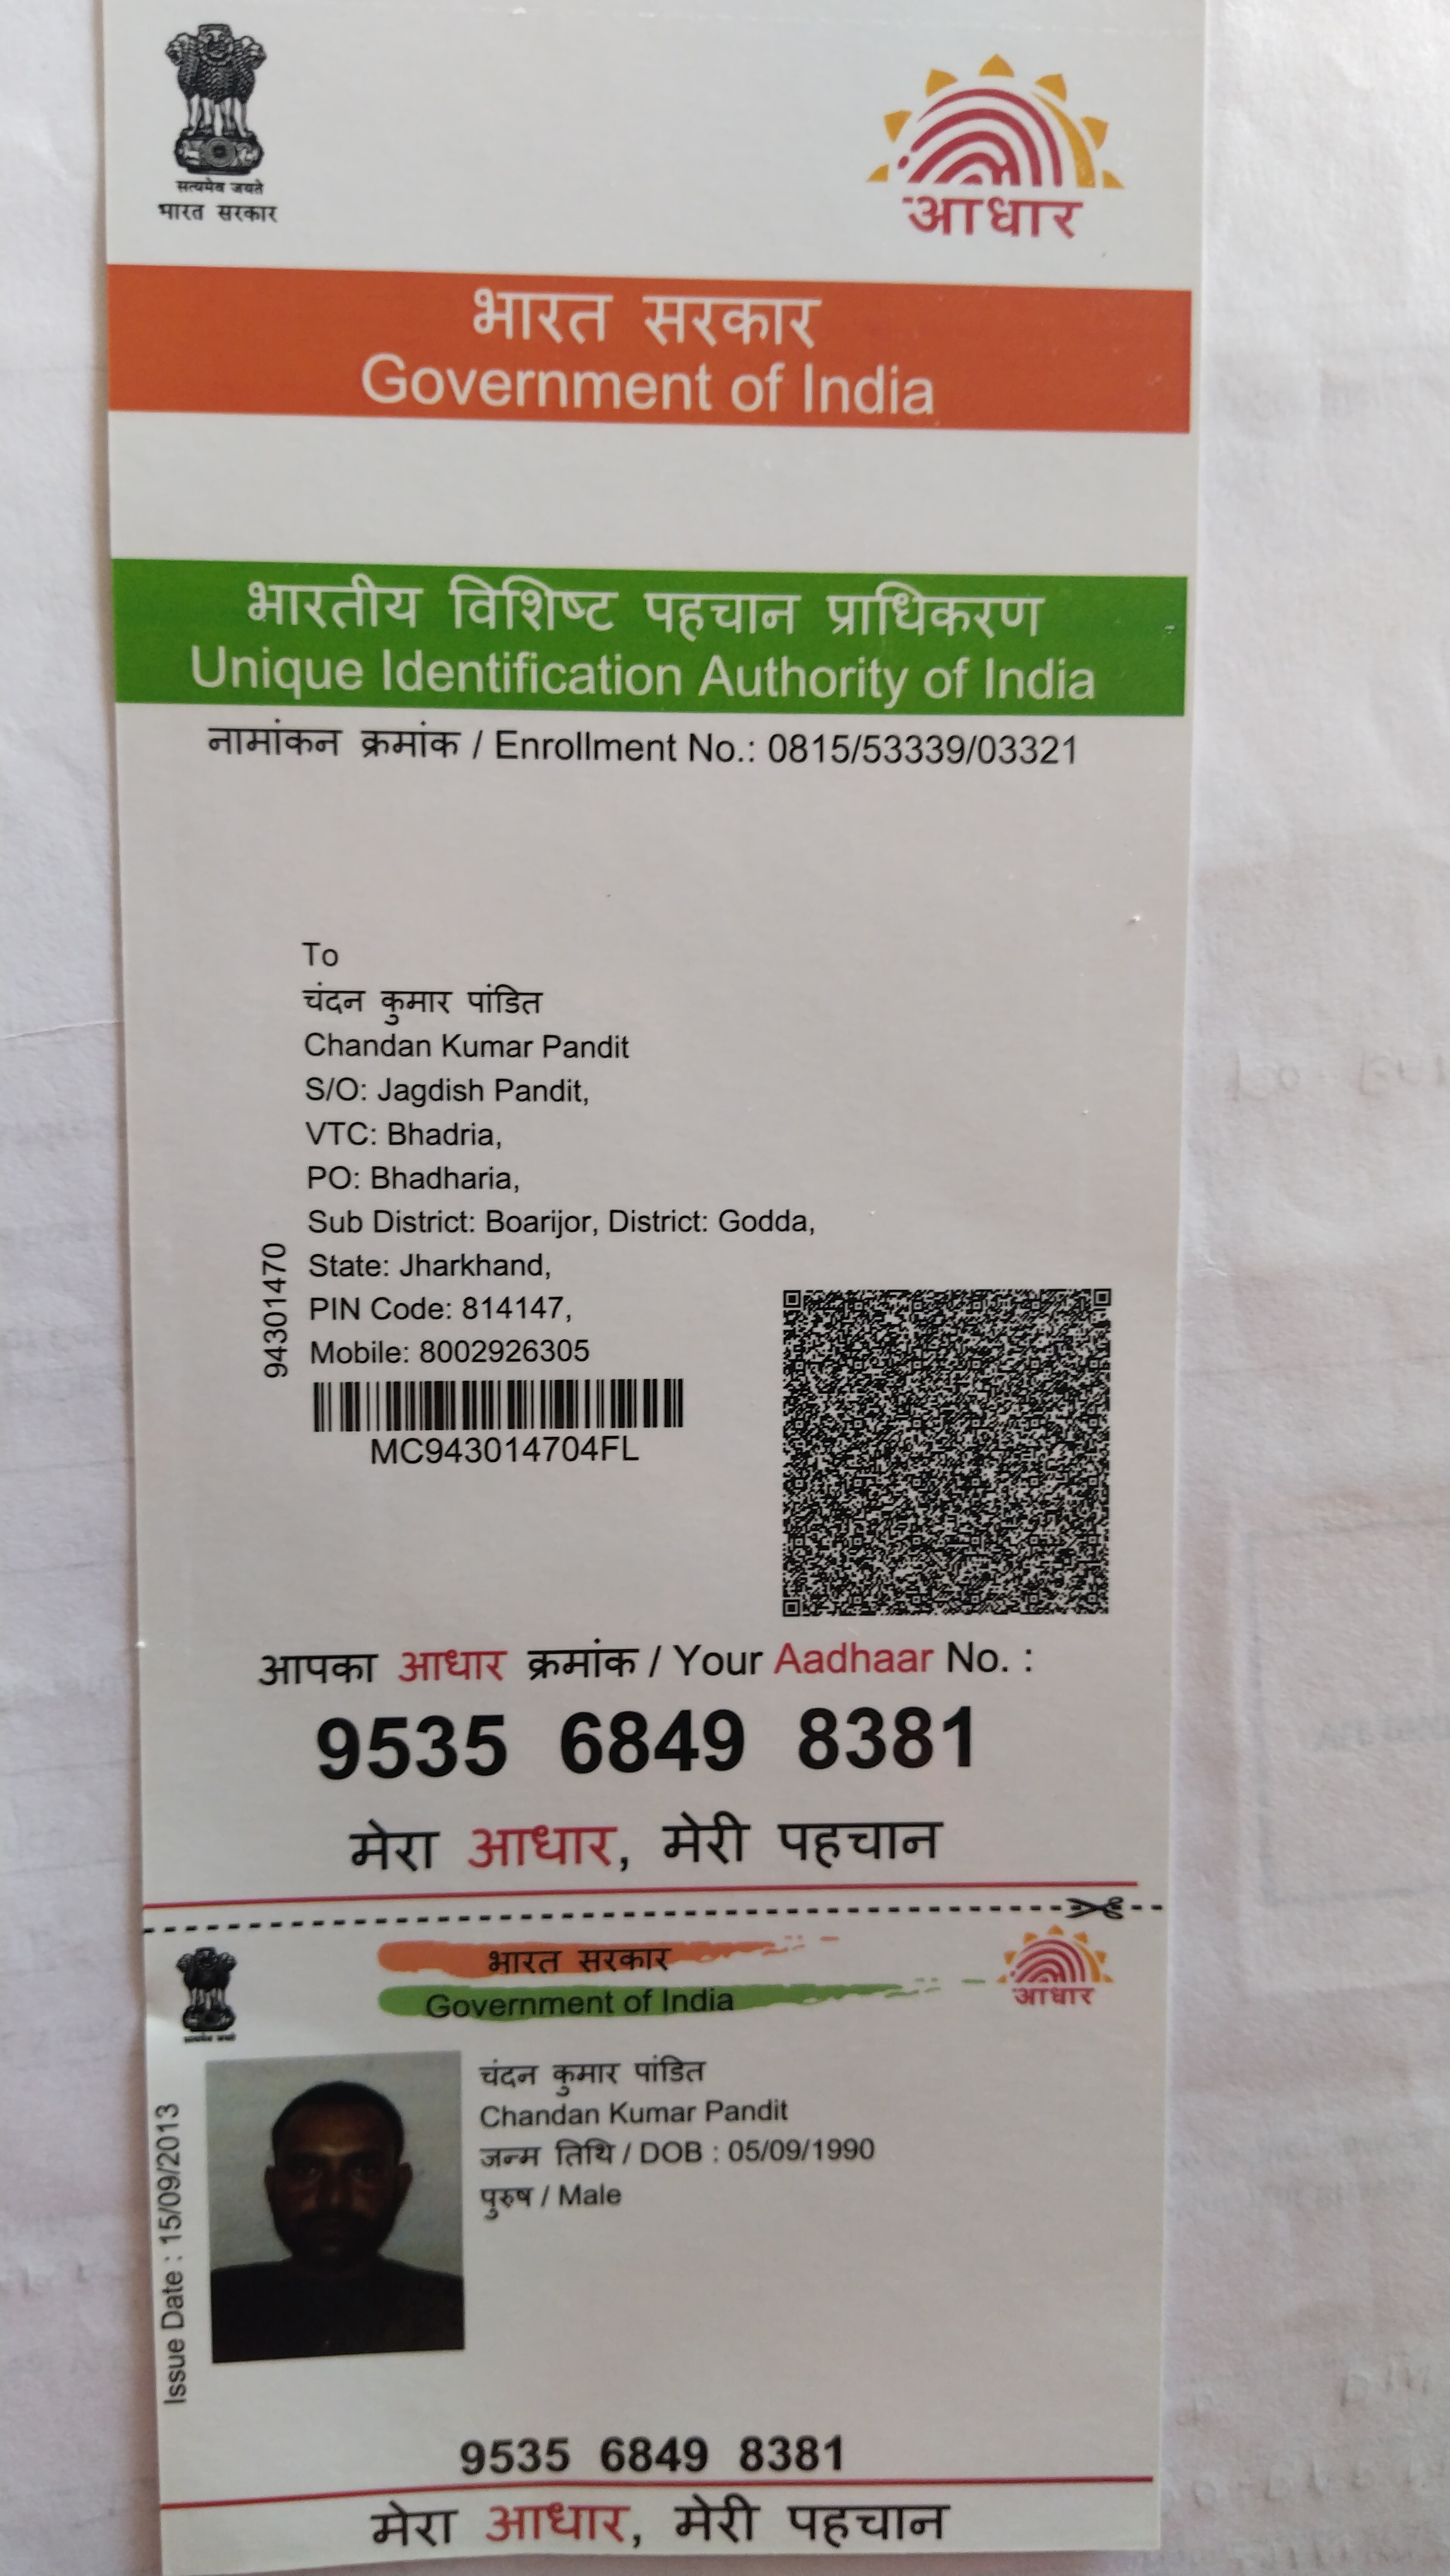 सत्यमेव जयते
भारत सरकार
आधार
भारत सरकार
Government of India
भारतीय विशिष्ट पहचान प्राधिकरण
Unique Identification Authority of India
नामांकन क्रमांक / Enrollment No.: 0815/53339/03321
To
चंदन कुमार पांडित
Chandan Kumar Pandit
S/O: Jagdish Pandit,
VTC: Bhadria,
PO: Bhadharia,
Sub District: Boarijor, District: Godda,
State: Jharkhand,
PIN Code: 814147,
Mobile: 8002926305
94301470
MC943014704FL
आपका आधार क्रमांक / Your Aadhaar No. :
9535 6849 8381
मेरा आधार, मेरी पहचान
भारत सरकार
Government of India
आधार
सत्यमेव जयते
चंदन कुमार पांडित
Chandan Kumar Pandit
जन्म तिथि / DOB : 05/09/1990
पुरुष / Male
Issue Date : 15/09/2013
9535 6849 8381
मेरा आधार, मेरी पहचान